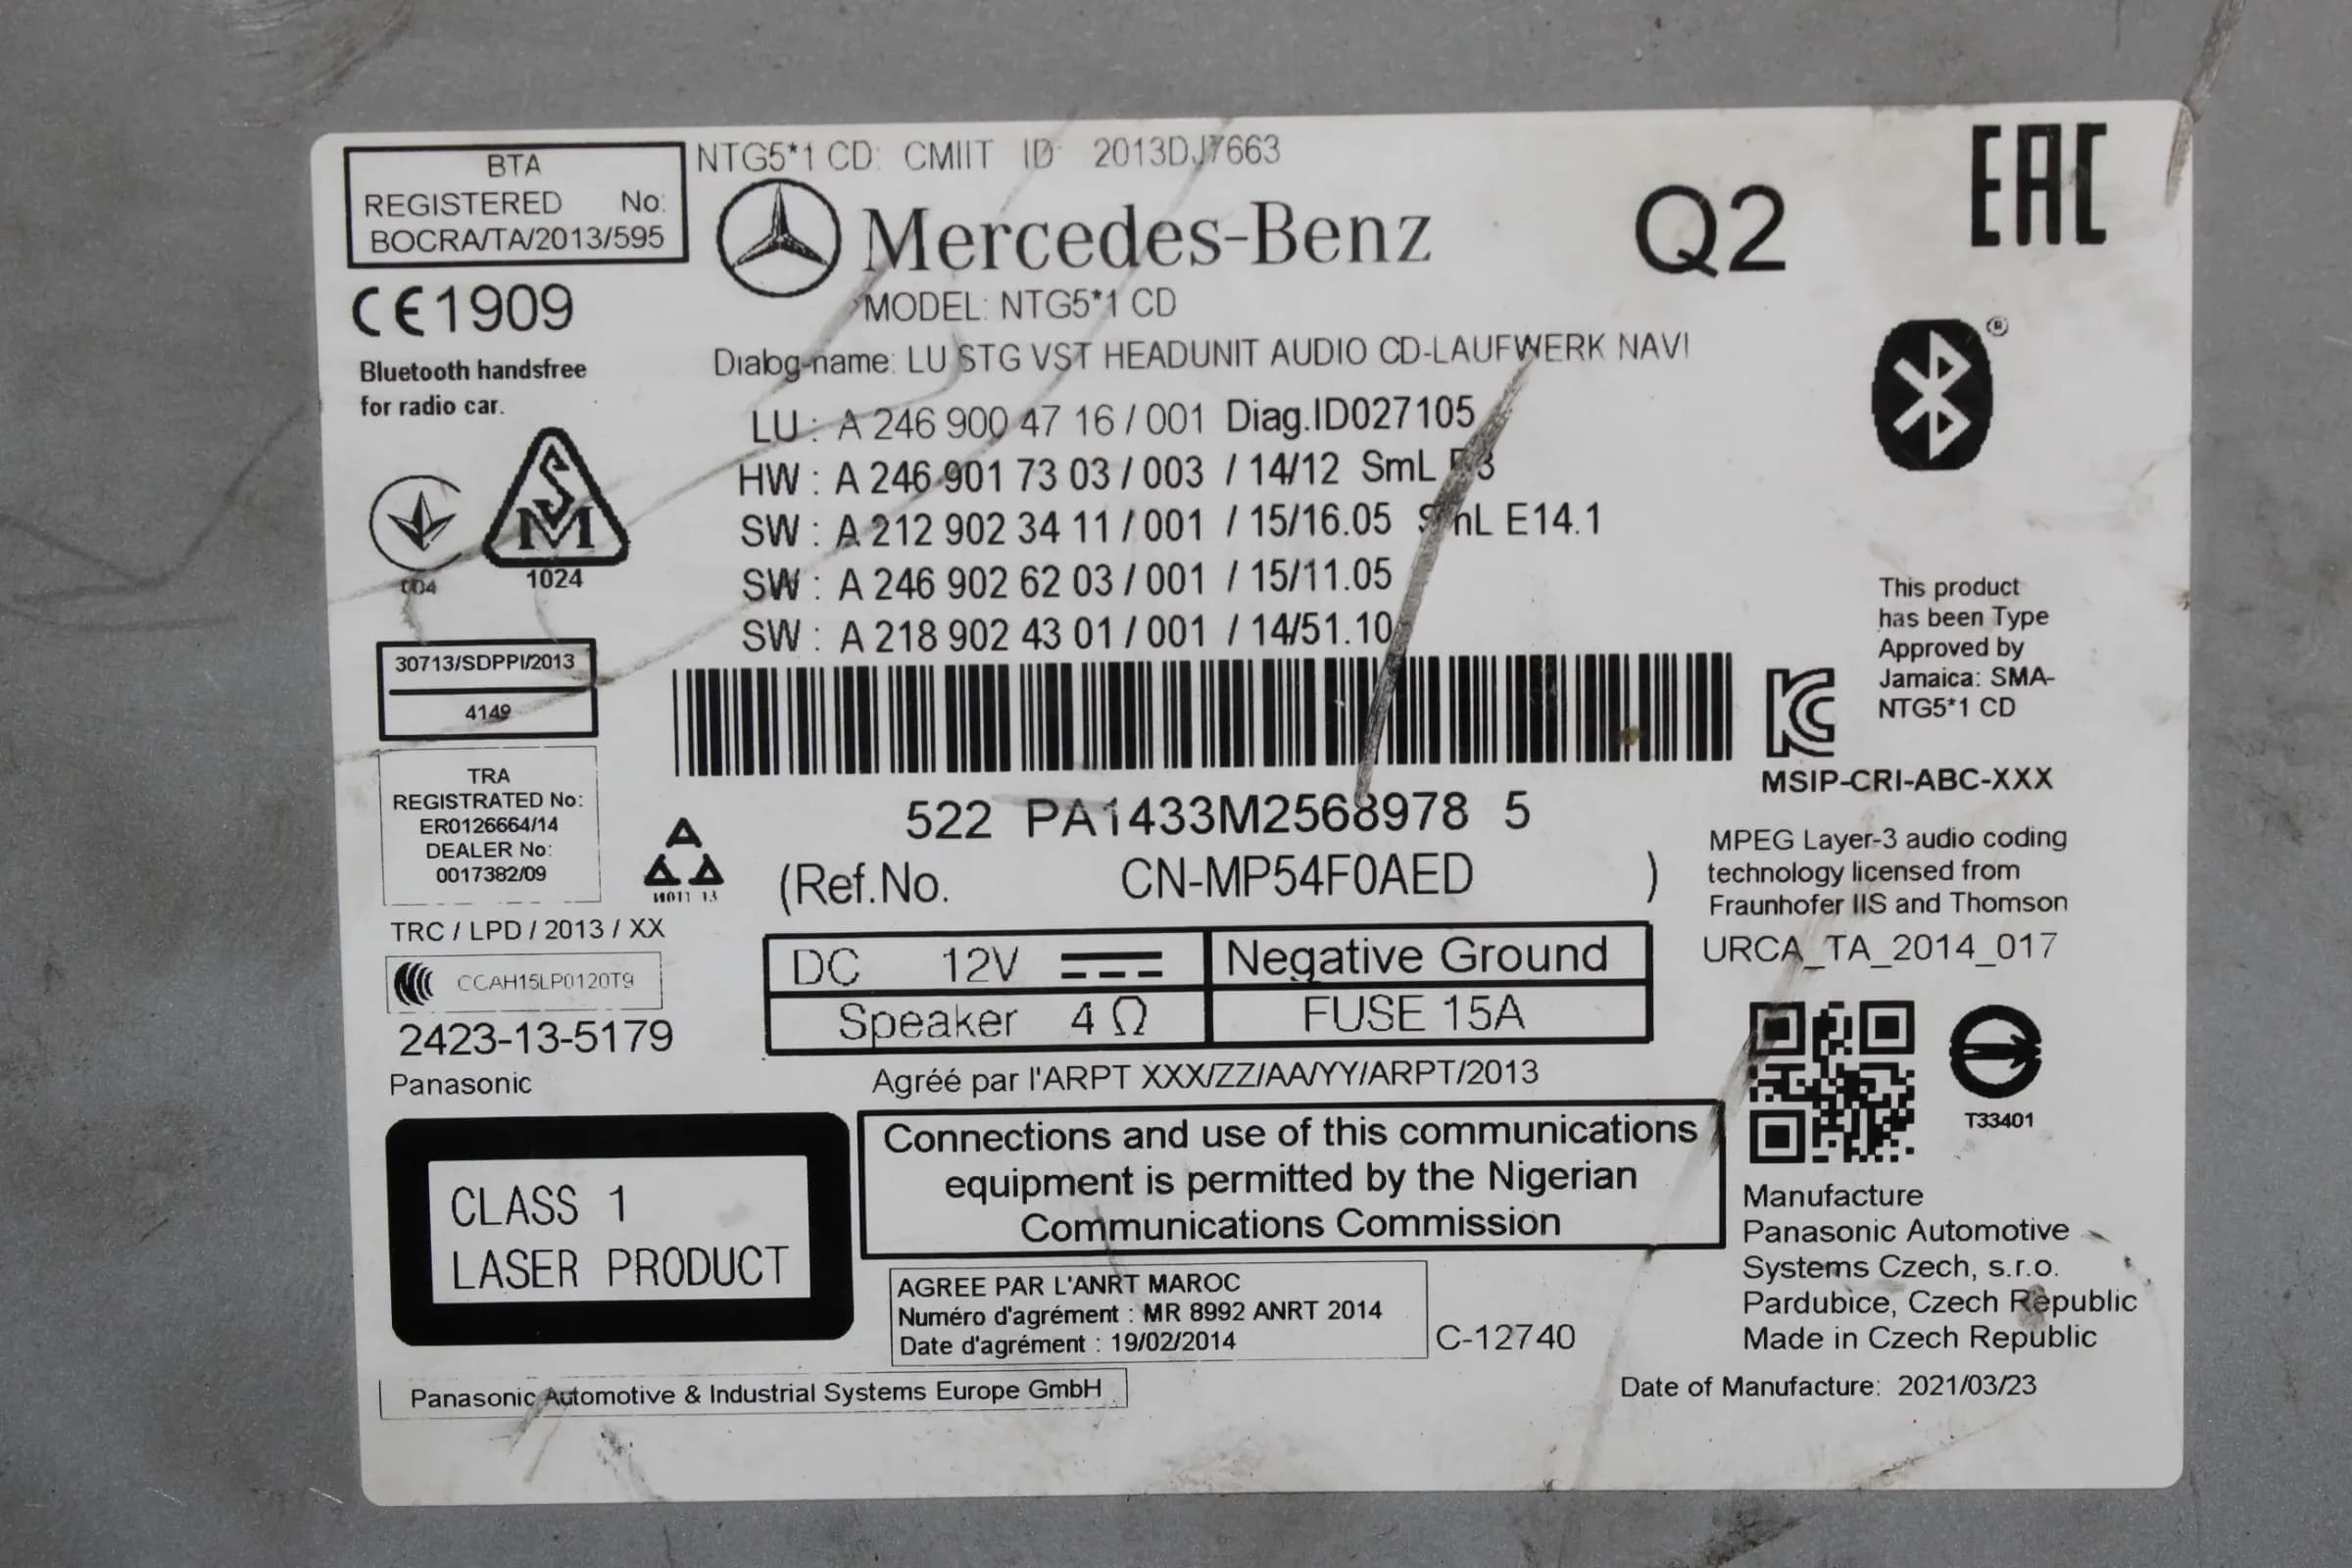 BTA
REGISTERED No:
BOCRA/TA/2013/595
NTG5*1 CD: CMIIT ID: 2013DJ7663
Mercedes-Benz
Q2
EAC
MODEL: NTG5*1 CD
CE1909
Bluetooth handsfree
for radio car.
Diabg-name: LU STG VST HEADUNIT AUDIO CD-LAUFWERK NAVI
LU : A 246 900 47 16 / 001 Diag.ID027105
HW : A 246 901 73 03 / 003 / 14/12 SmL
SW : A 212 902 34 11 / 001 / 15/16.05 SmL E14.1
SW : A 246 902 62 03 / 001 / 15/11.05
SW : A 218 902 43 01 / 001 / 14/51.10
SM
004
1024
30713/SDPPI/2013
4149
This product
has been Type
Approved by
Jamaica: SMA-
NTG5*1 CD
MSIP-CRI-ABC-XXX
TRA
REGISTRATED No:
ER0126664/14
DEALER No:
0017382/09
522 PA1433M2568978 5
(Ref.No. CN-MP54F0AED )
MPEG Layer-3 audio coding
technology licensed from
Fraunhofer IIS and Thomson
URCA_TA_2014_017
TRC / LPD / 2013 / XX
CCAH15LP0120T9
2423-13-5179
Panasonic
DC 12V Negative Ground
Speaker 4 Ω FUSE 15A
Agréé par l'ARPT XXX/ZZ/AA/YY/ARPT/2013
T33401
CLASS 1
LASER PRODUCT
Connections and use of this communications
equipment is permitted by the Nigerian
Communications Commission
AGREE PAR L'ANRT MAROC
Numéro d'agrément : MR 8992 ANRT 2014
Date d'agrément : 19/02/2014
C-12740
Manufacture
Panasonic Automotive
Systems Czech, s.r.o.
Pardubice, Czech Republic
Made in Czech Republic
Panasonic Automotive & Industrial Systems Europe GmbH
Date of Manufacture: 2021/03/23